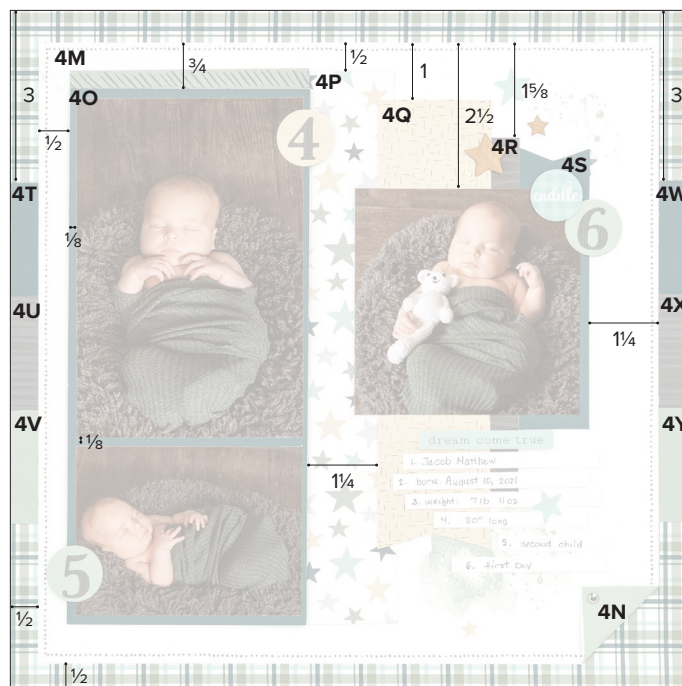 4M
3/4
1/2
1
1 5/8
4P
3
3
4O
4
4Q
2 1/2
1/2
4R
4S
4T
cuddle
4W
1/8
6
4U
4X
1 1/4
4V
4Y
1/8
dream come true
1. Jacob Matthew
1 1/4
2. born: August 16, 2021
3. weight: 7 lb 11 oz
4. 20" long
5. second child
6. first boy
5
1/2
4N
1/2